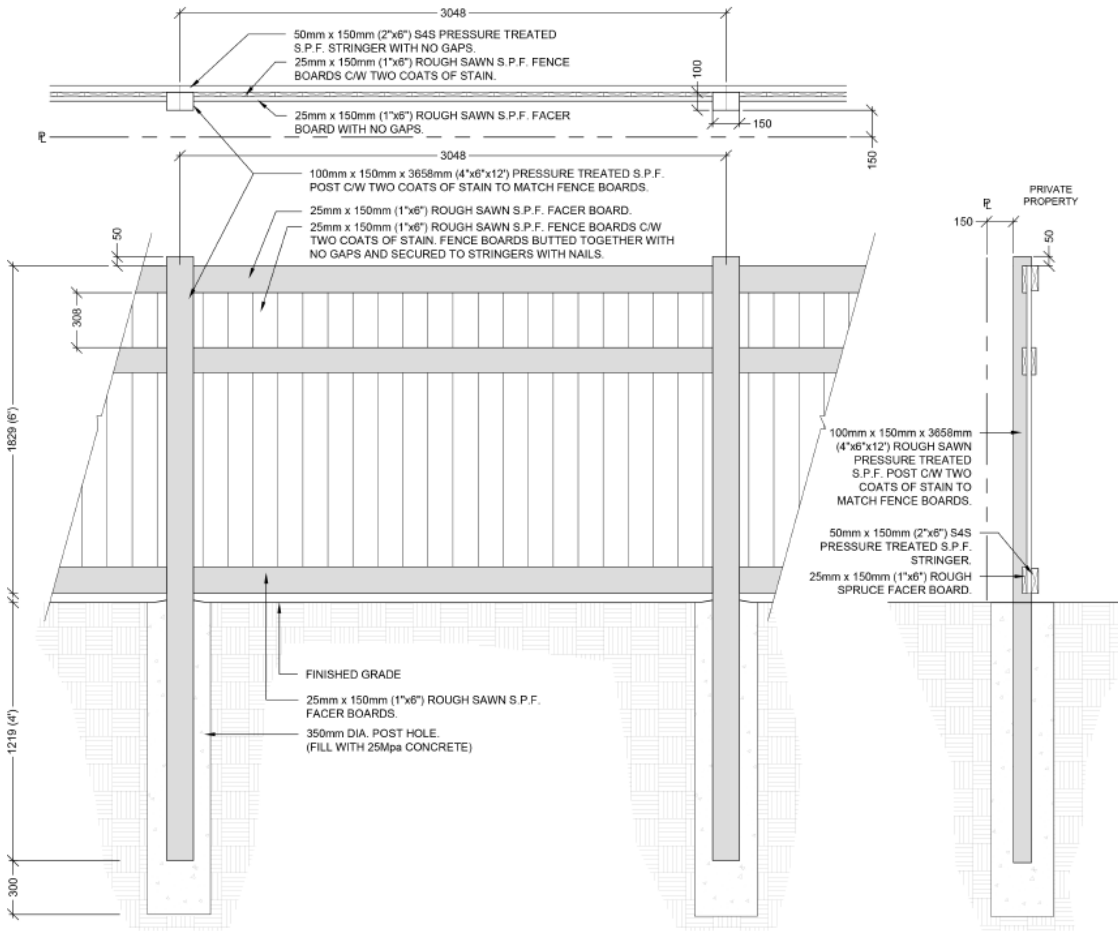 3048
50mm x 150mm (2"x6") S4S PRESSURE TREATED
S.P.F. STRINGER WITH NO GAPS.
25mm x 150mm (1"x6") ROUGH SAWN S.P.F. FENCE
BOARDS C/W TWO COATS OF STAIN.
100
25mm x 150mm (1"x6") ROUGH SAWN S.P.F. FACER
BOARD WITH NO GAPS.
150
150
PL
3048
100mm x 150mm x 3658mm (4"x6"x12') PRESSURE TREATED S.P.F.
POST C/W TWO COATS OF STAIN TO MATCH FENCE BOARDS.
25mm x 150mm (1"x6") ROUGH SAWN S.P.F. FACER BOARD.
25mm x 150mm (1"x6") ROUGH SAWN S.P.F. FENCE BOARDS C/W
TWO COATS OF STAIN. FENCE BOARDS BUTTED TOGETHER WITH
NO GAPS AND SECURED TO STRINGERS WITH NAILS.
50
308
1829 (6')
1219 (4')
300
FINISHED GRADE
25mm x 150mm (1"x6") ROUGH SAWN S.P.F.
FACER BOARDS.
350mm DIA. POST HOLE.
(FILL WITH 25Mpa CONCRETE)
PL
PRIVATE
PROPERTY
150
50
100mm x 150mm x 3658mm
(4"x6"x12') ROUGH SAWN
PRESSURE TREATED
S.P.F. POST C/W TWO
COATS OF STAIN TO
MATCH FENCE BOARDS.
50mm x 150mm (2"x6") S4S
PRESSURE TREATED S.P.F.
STRINGER.
25mm x 150mm (1"x6") ROUGH
SPRUCE FACER BOARD.